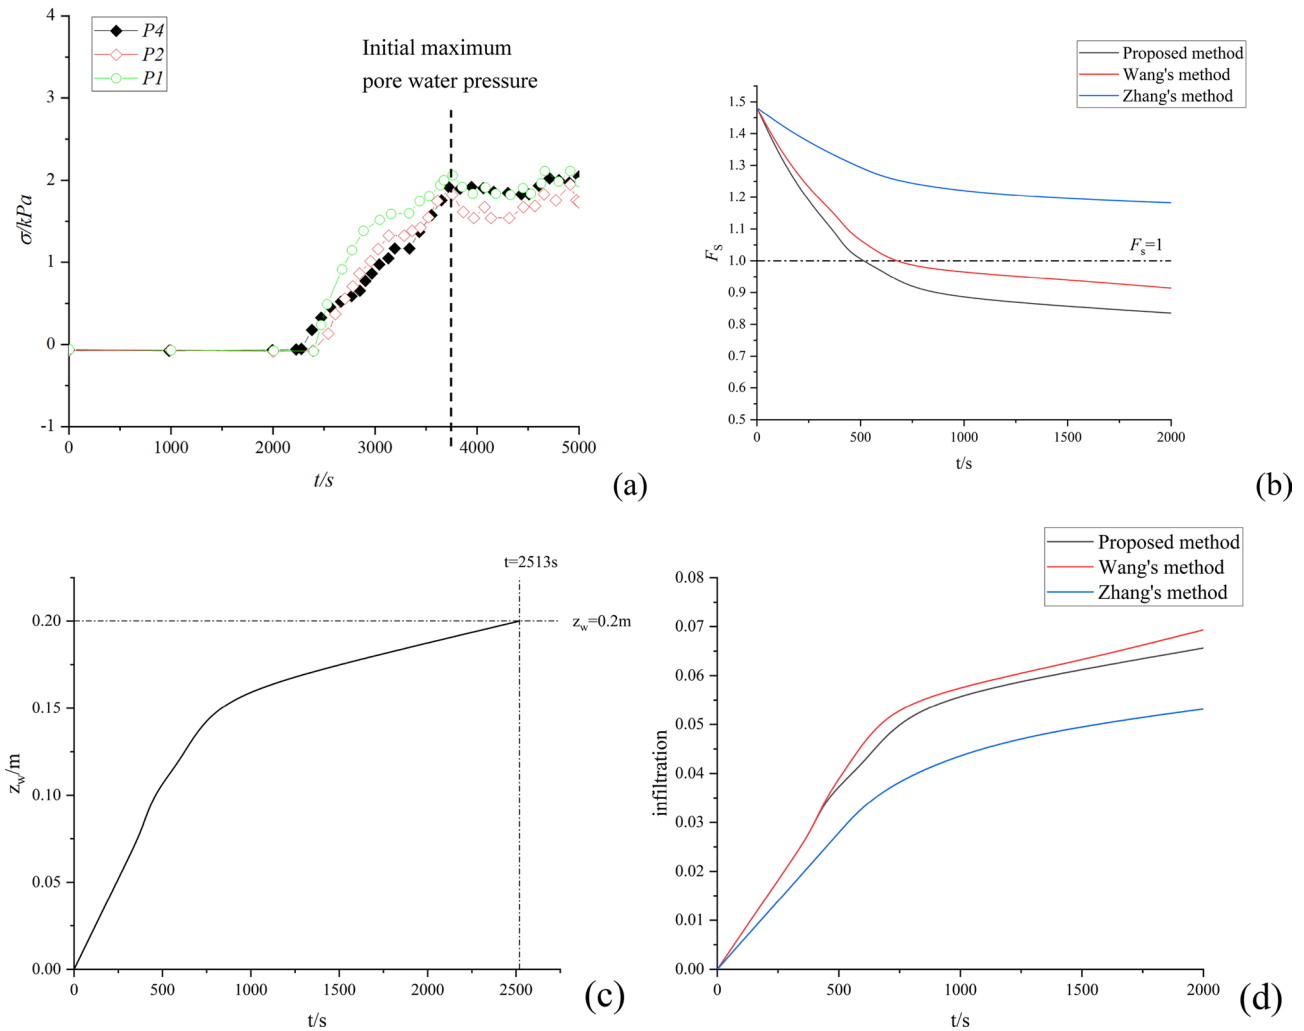 P4
P2
P1
Initial maximum
pore water pressure
4
3
2
1
0
-1
σ/kPa
0
1000
2000
3000
4000
5000
t/s
(a)
Proposed method
Wang's method
Zhang's method
1.5
1.4
1.3
1.2
1.1
1.0
0.9
0.8
0.7
0.6
0.5
Fs
Fs=1
0
500
1000
1500
2000
t/s
(b)
t=2513s
zw=0.2m
0.20
0.15
0.10
0.05
0.00
zw/m
0
500
1000
1500
2000
2500
t/s
(c)
Proposed method
Wang's method
Zhang's method
0.08
0.07
0.06
0.05
0.04
0.03
0.02
0.01
0.00
infiltration
0
500
1000
1500
2000
t/s
(d)